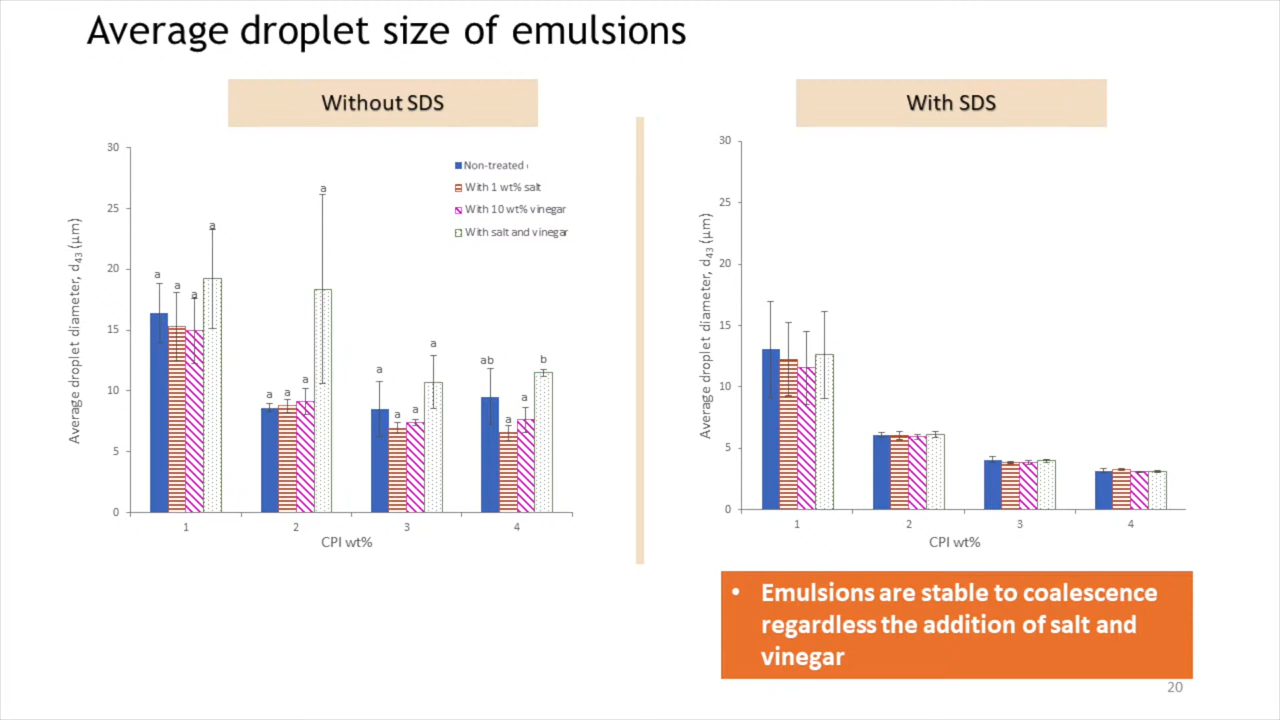 Average droplet size of emulsions
Without SDS
With SDS
30
25
20
15
10
5
0
Average droplet diameter, d43 (µm)
Non-treated
With 1 wt% salt
With 10 wt% vinegar
With salt and vinegar
a a a a
a a a a
a a a a
ab a a b
1 2 3 4
CPI wt%
30
25
20
15
10
5
0
Average droplet diameter, d43 (µm)
1 2 3 4
CPI wt%
• Emulsions are stable to coalescence
regardless the addition of salt and
vinegar
20